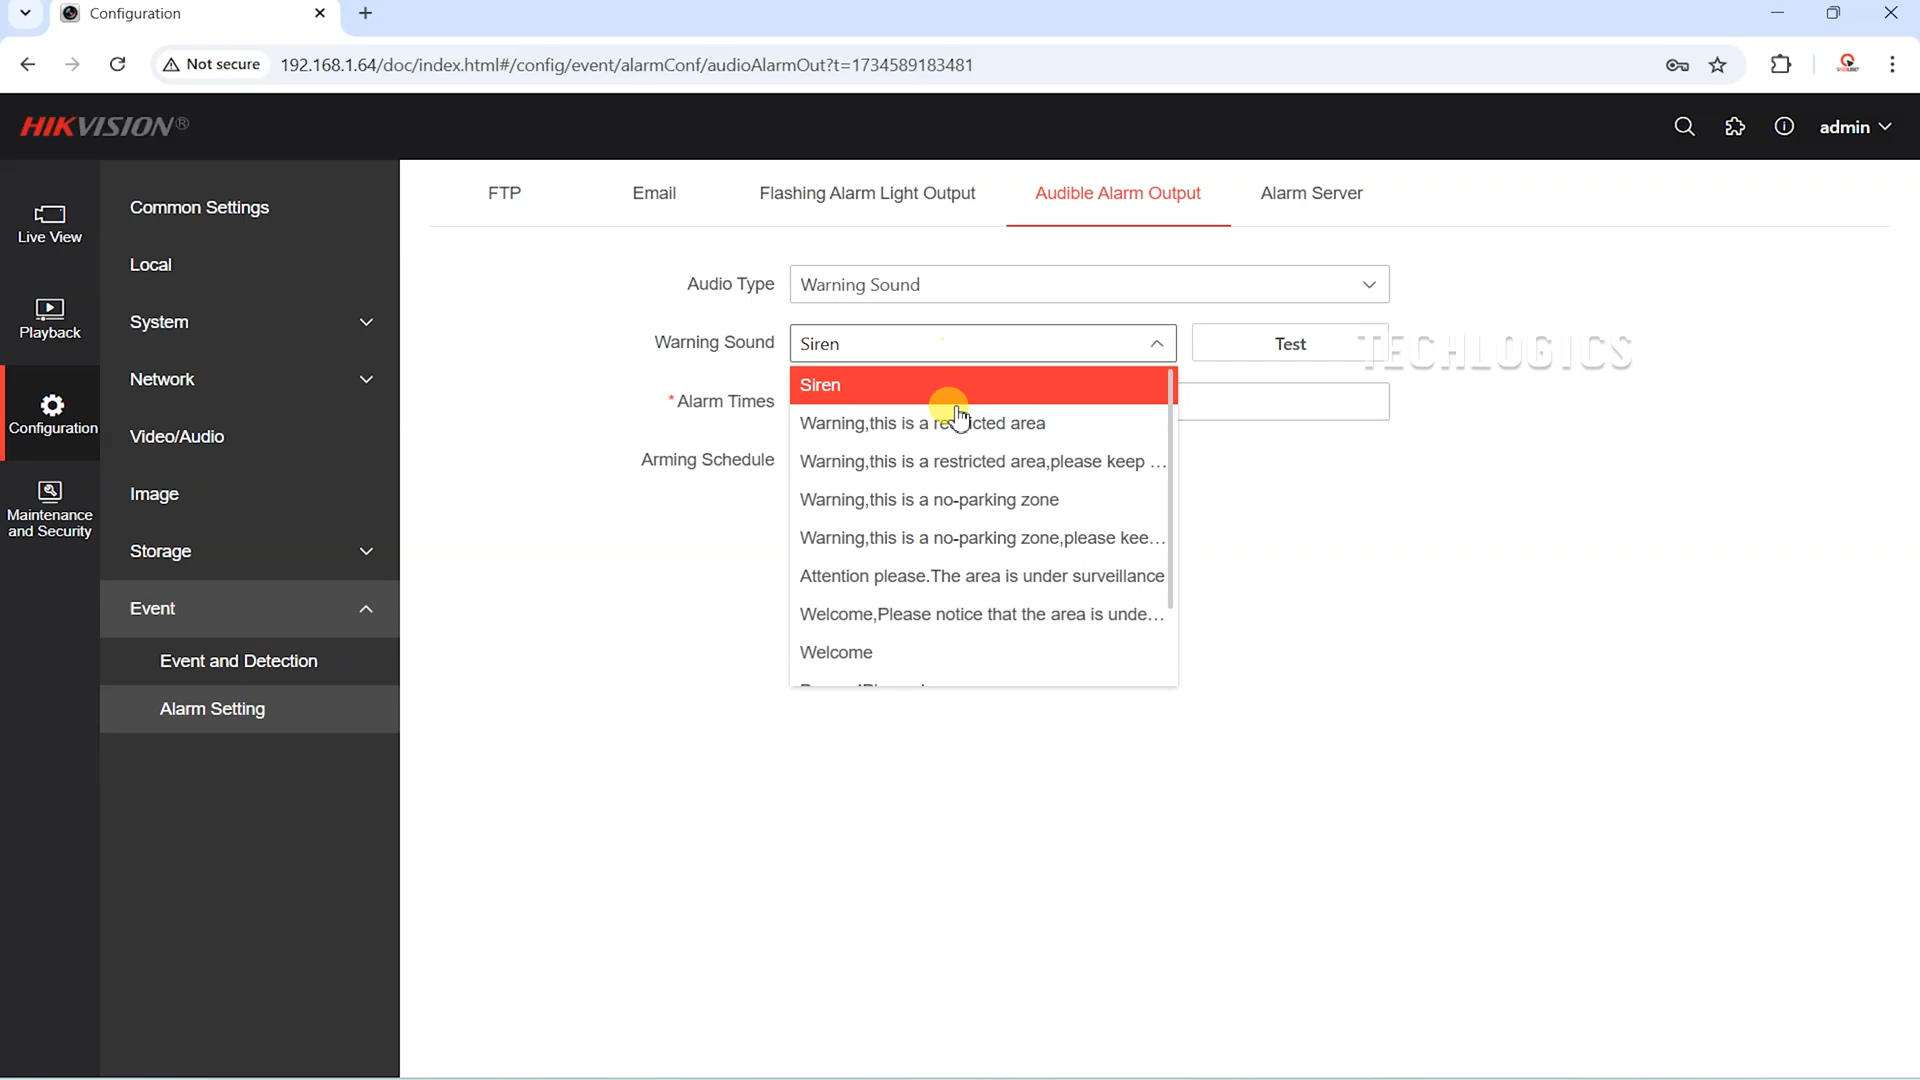 Configuration
Not secure
192.168.1.64/doc/index.html#/config/event/alarmConf/audioAlarmOut?t=1734589183481
HIKVISION®
admin
Live View
Playback
Configuration
Maintenance
and Security
Common Settings
Local
System
Network
Video/Audio
Image
Storage
Event
Event and Detection
Alarm Setting
FTP
Email
Flashing Alarm Light Output
Audible Alarm Output
Alarm Server
Audio Type
Warning Sound
Warning Sound
Siren
Test
TECHLOGICS
* Alarm Times
Arming Schedule
Siren
Warning,this is a restricted area
Warning,this is a restricted area,please keep ...
Warning,this is a no-parking zone
Warning,this is a no-parking zone,please kee...
Attention please.The area is under surveillance
Welcome,Please notice that the area is unde...
Welcome